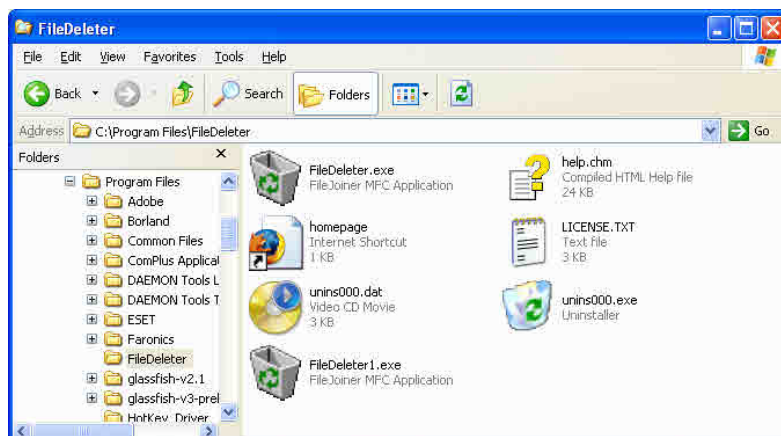 FileDeleter
File Edit View Favorites Tools Help
Back Search Folders
Address C:\Program Files\FileDeleter Go
Folders
Program Files
Adobe
Borland
Common Files
ComPlus Applica
DAEMON Tools L
DAEMON Tools T
ESET
Faronics
FileDeleter
glassfish-v2.1
glassfish-v3-prel
HotKey_Driver
FileDeleter.exe
FileJoiner MFC Application
help.chm
Compiled HTML Help file
24 KB
homepage
Internet Shortcut
1 KB
LICENSE.TXT
Text file
3 KB
unins000.dat
Video CD Movie
3 KB
unins000.exe
Uninstaller
FileDeleter1.exe
FileJoiner MFC Application